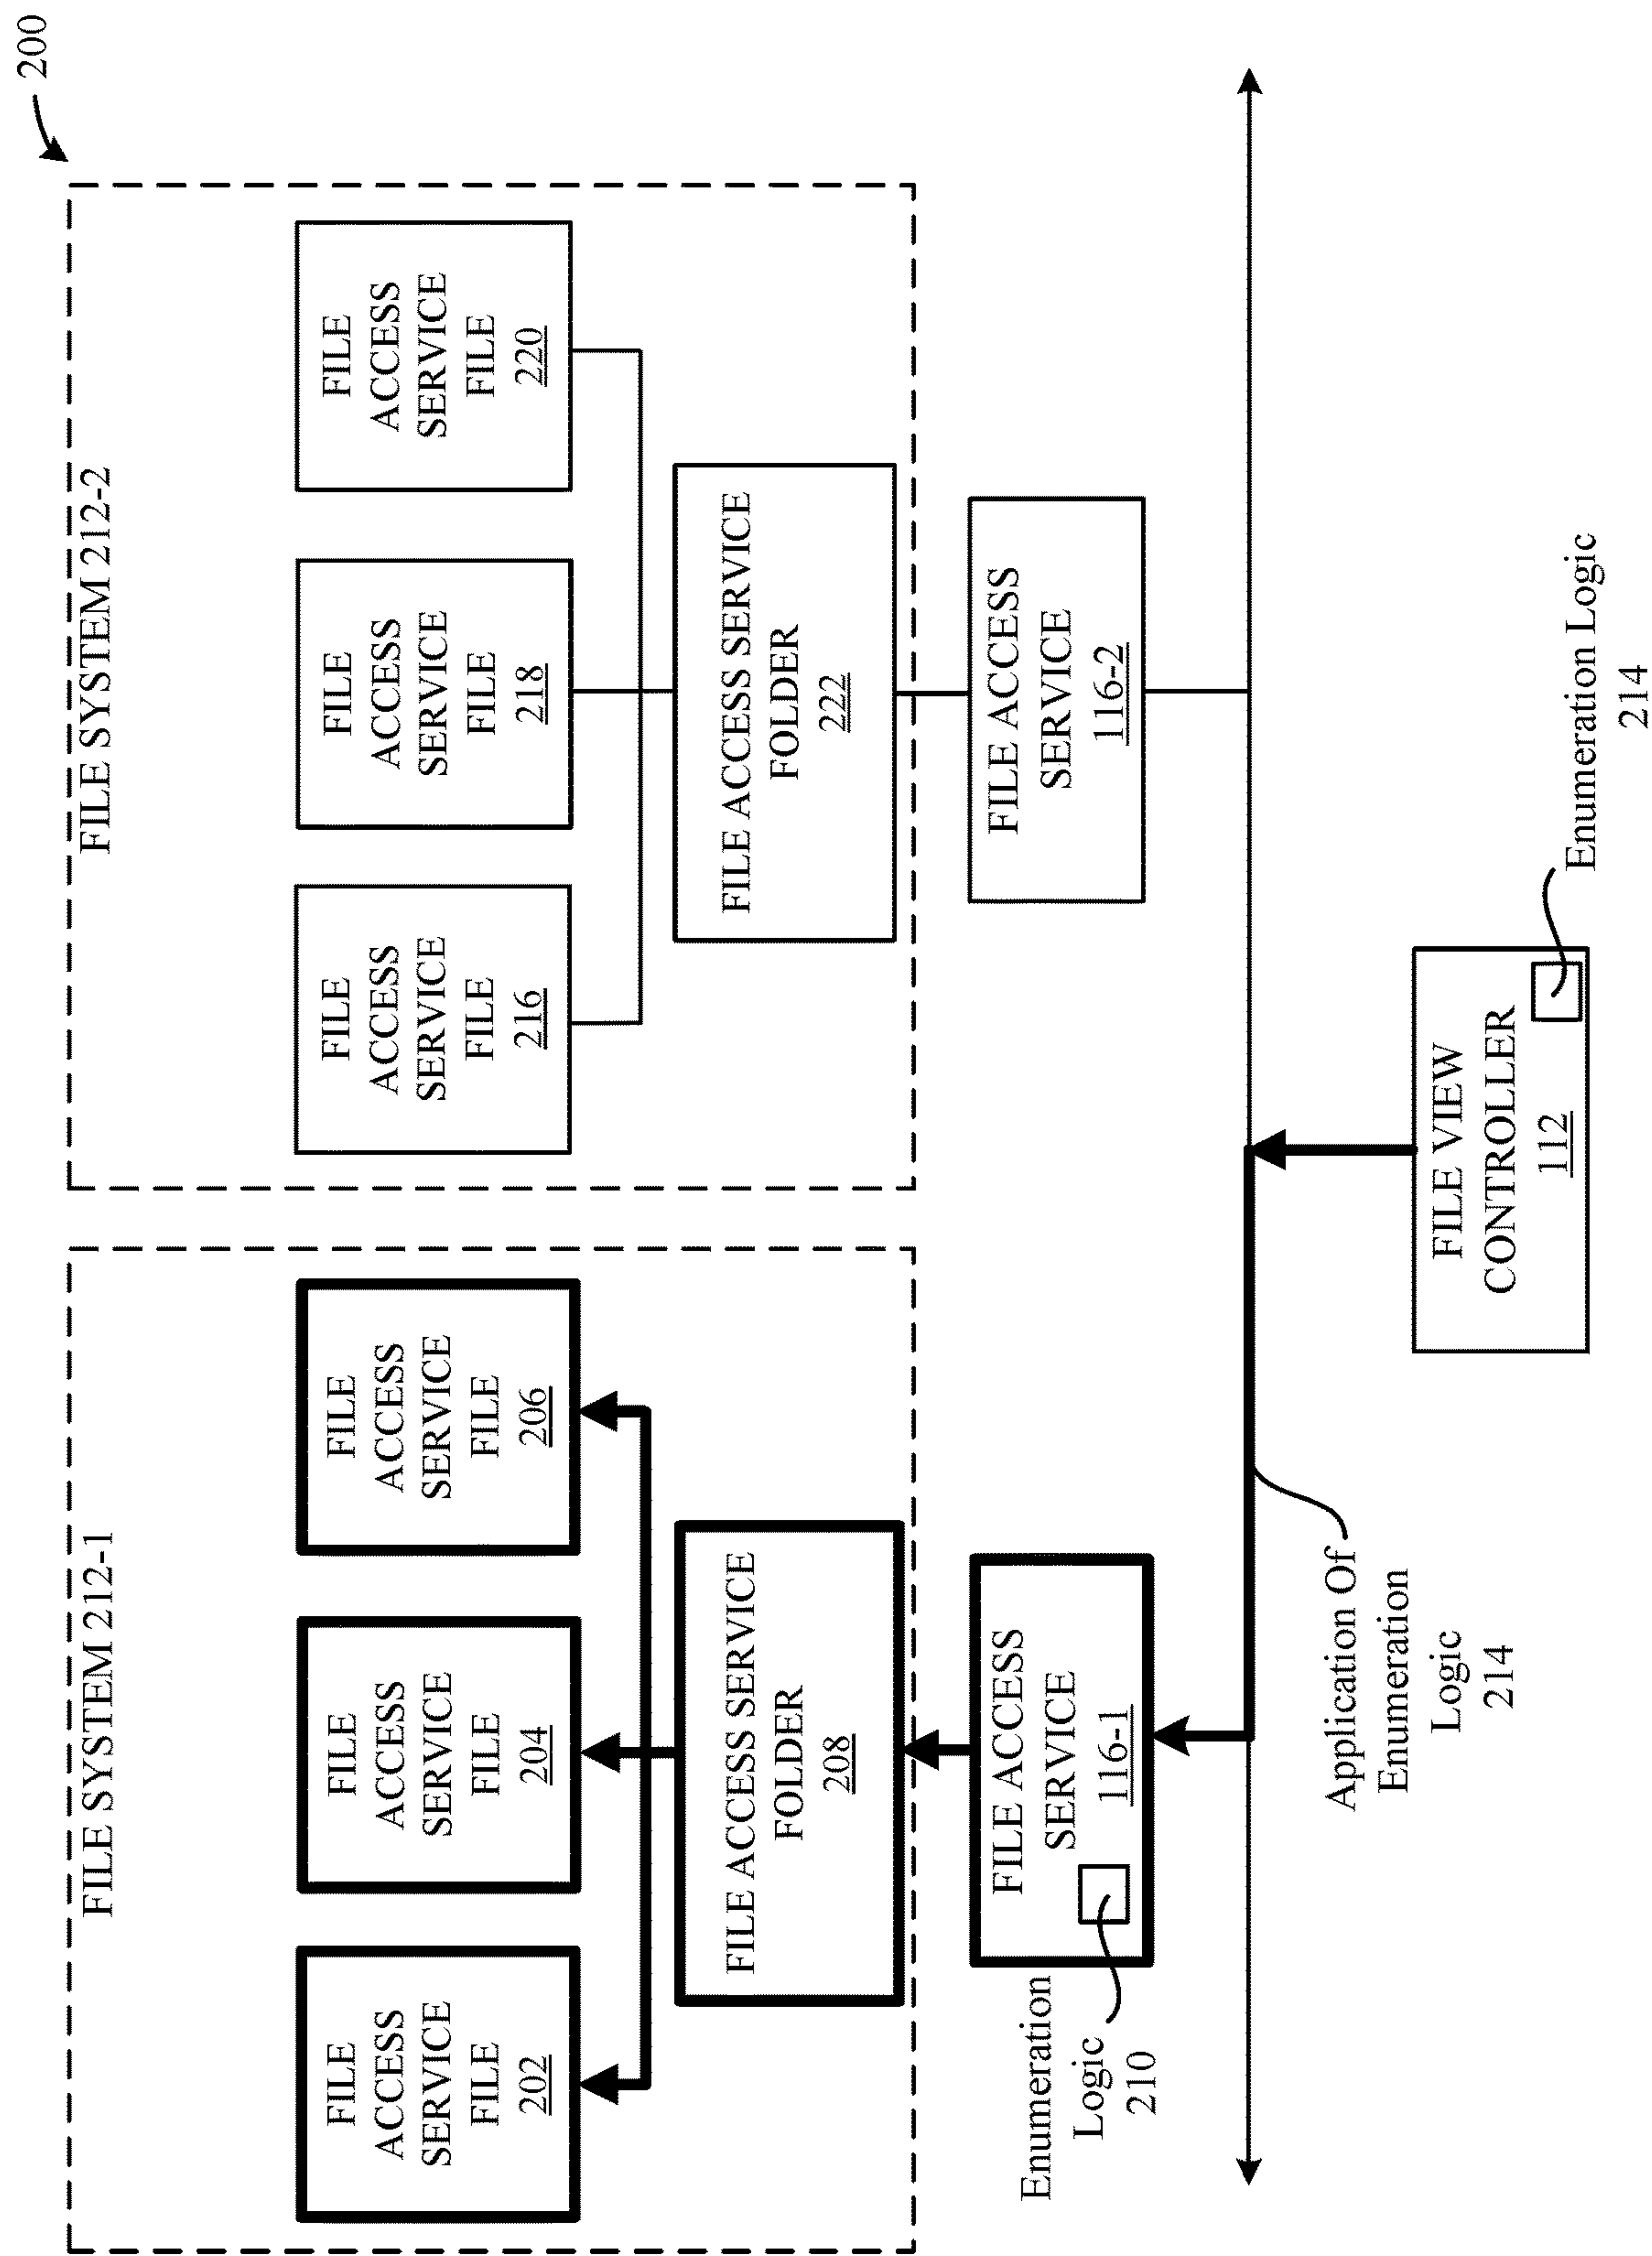 200
FILE SYSTEM 212-1
FILE
ACCESS
SERVICE
FILE
202
FILE
ACCESS
SERVICE
FILE
204
FILE
ACCESS
SERVICE
FILE
206
FILE ACCESS SERVICE
FOLDER
208
FILE ACCESS
SERVICE
116-1
Enumeration
Logic
210
FILE SYSTEM 212-2
FILE
ACCESS
SERVICE
FILE
216
FILE
ACCESS
SERVICE
FILE
218
FILE
ACCESS
SERVICE
FILE
220
FILE ACCESS SERVICE
FOLDER
222
FILE ACCESS
SERVICE
116-2
Application Of
Enumeration
Logic
214
FILE VIEW
CONTROLLER
112
Enumeration Logic
214